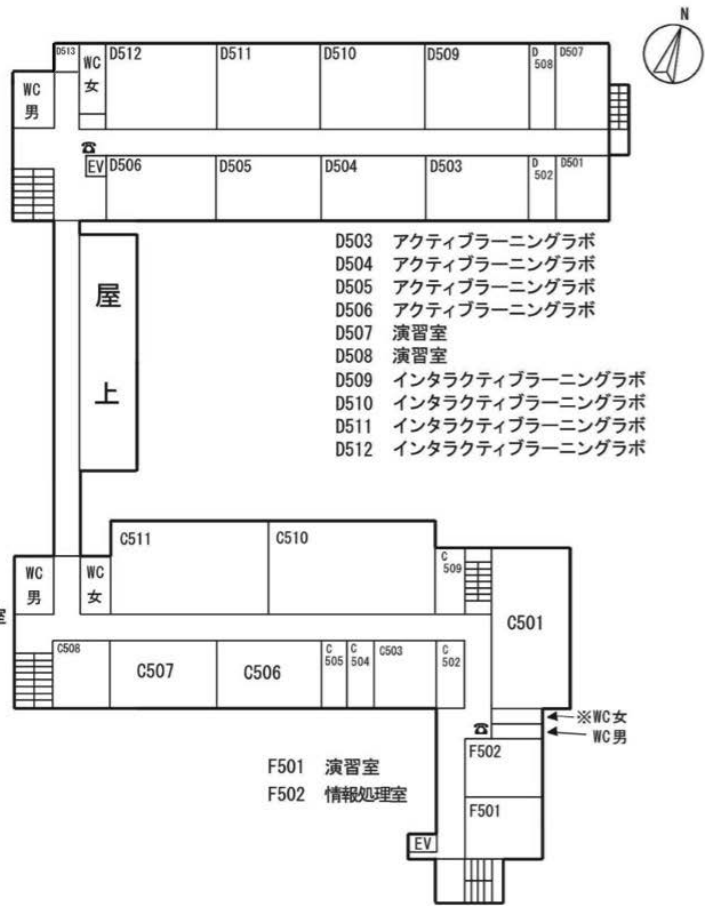 N
D513
WC
女
D512
D511
D510
D509
D
508
D507
WC
男
EV
D506
D505
D504
D503
D
502
D501
屋
上
D503 アクティブラーニングラボ
D504 アクティブラーニングラボ
D505 アクティブラーニングラボ
D506 アクティブラーニングラボ
D507 演習室
D508 演習室
D509 インタラクティブラーニングラボ
D510 インタラクティブラーニングラボ
D511 インタラクティブラーニングラボ
D512 インタラクティブラーニングラボ
C511
C510
C
509
WC
男
WC
女
室
C501
C508
C507
C506
C
505
C
504
C503
C
502
※WC女
WC男
F502
F501 演習室
F502 情報処理室
F501
EV